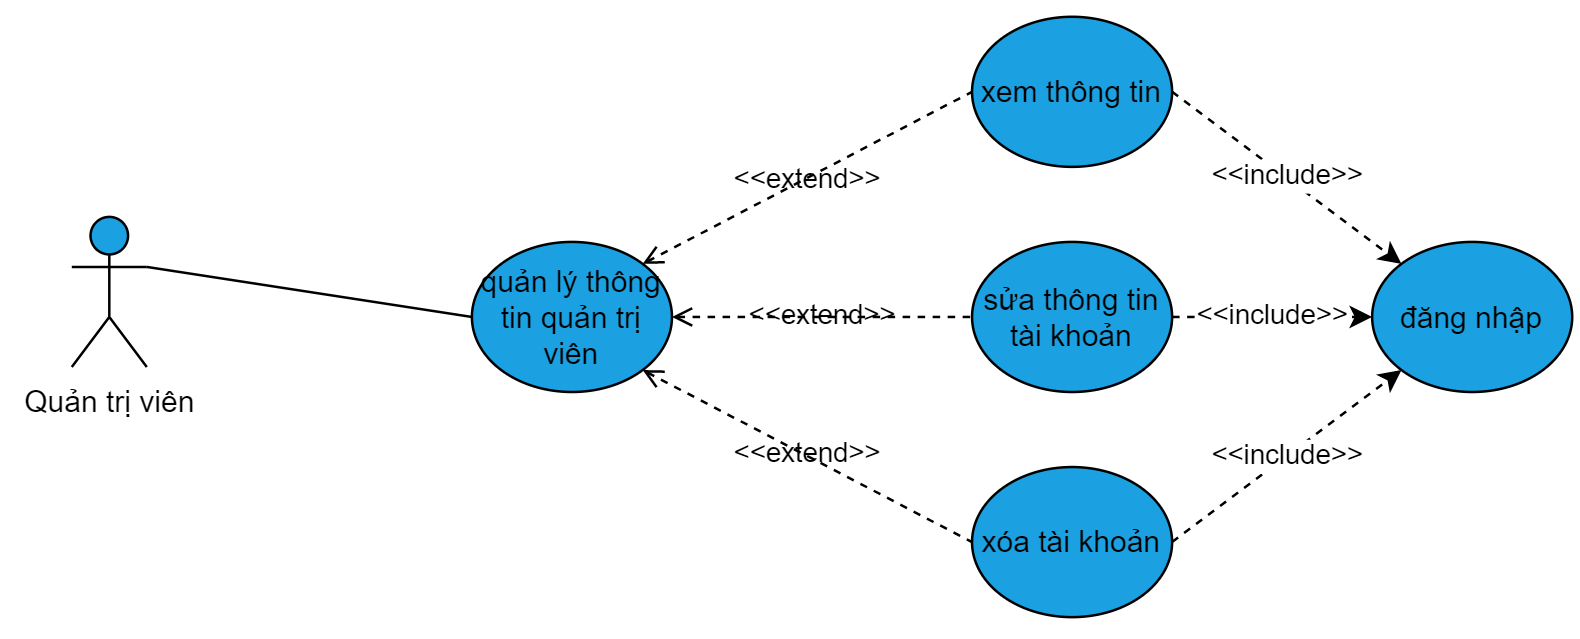 xem thông tin
<<extend>>
<<include>>
quản lý thông
tin quản trị
viên
<<extend>>
sửa thông tin
tài khoản
<<include>>
đăng nhập
Quản trị viên
<<extend>>
<<include>>
xóa tài khoản